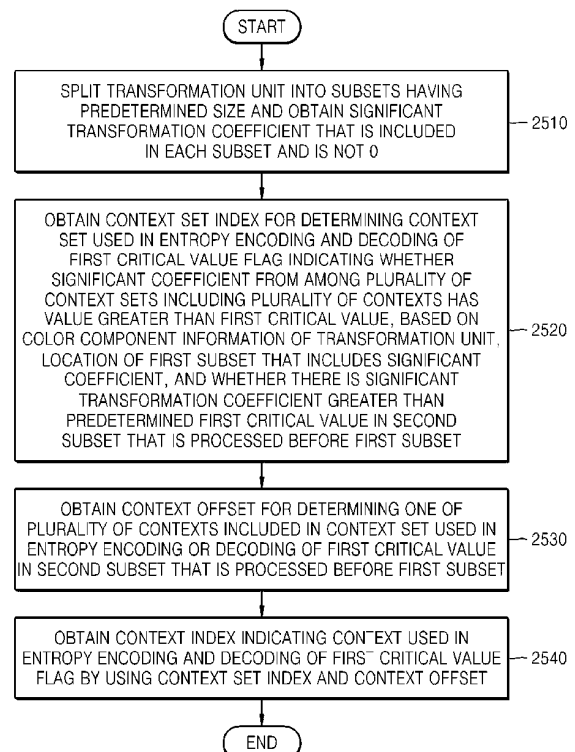 START
SPLIT TRANSFORMATION UNIT INTO SUBSETS HAVING
PREDETERMINED SIZE AND OBTAIN SIGNIFICANT
TRANSFORMATION COEFFICIENT THAT IS INCLUDED
IN EACH SUBSET AND IS NOT 0
2510
OBTAIN CONTEXT SET INDEX FOR DETERMINING CONTEXT
SET USED IN ENTROPY ENCODING AND DECODING OF
FIRST CRITICAL VALUE FLAG INDICATING WHETHER
SIGNIFICANT COEFFICIENT FROM AMONG PLURALITY OF
CONTEXT SETS INCLUDING PLURALITY OF CONTEXTS HAS
VALUE GREATER THAN FIRST CRITICAL VALUE, BASED ON
COLOR COMPONENT INFORMATION OF TRANSFORMATION UNIT,
LOCATION OF FIRST SUBSET THAT INCLUDES SIGNIFICANT
COEFFICIENT, AND WHETHER THERE IS SIGNIFICANT
TRANSFORMATION COEFFICIENT GREATER THAN
PREDETERMINED FIRST CRITICAL VALUE IN SECOND
SUBSET THAT IS PROCESSED BEFORE FIRST SUBSET
2520
OBTAIN CONTEXT OFFSET FOR DETERMINING ONE OF
PLURALITY OF CONTEXTS INCLUDED IN CONTEXT SET USED IN
ENTROPY ENCODING OR DECODING OF FIRST CRITICAL VALUE
IN SECOND SUBSET THAT IS PROCESSED BEFORE FIRST SUBSET
2530
OBTAIN CONTEXT INDEX INDICATING CONTEXT USED IN
ENTROPY ENCODING AND DECODING OF FIRST CRITICAL VALUE
FLAG BY USING CONTEXT SET INDEX AND CONTEXT OFFSET
2540
END